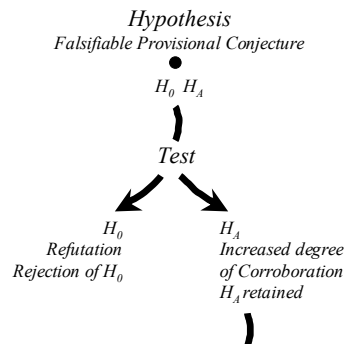 Hypothesis
Falsifiable Provisional Conjecture
H0 HA
Test
H0
Refutation
Rejection of H0
HA
Increased degree
of Corroboration
HA retained